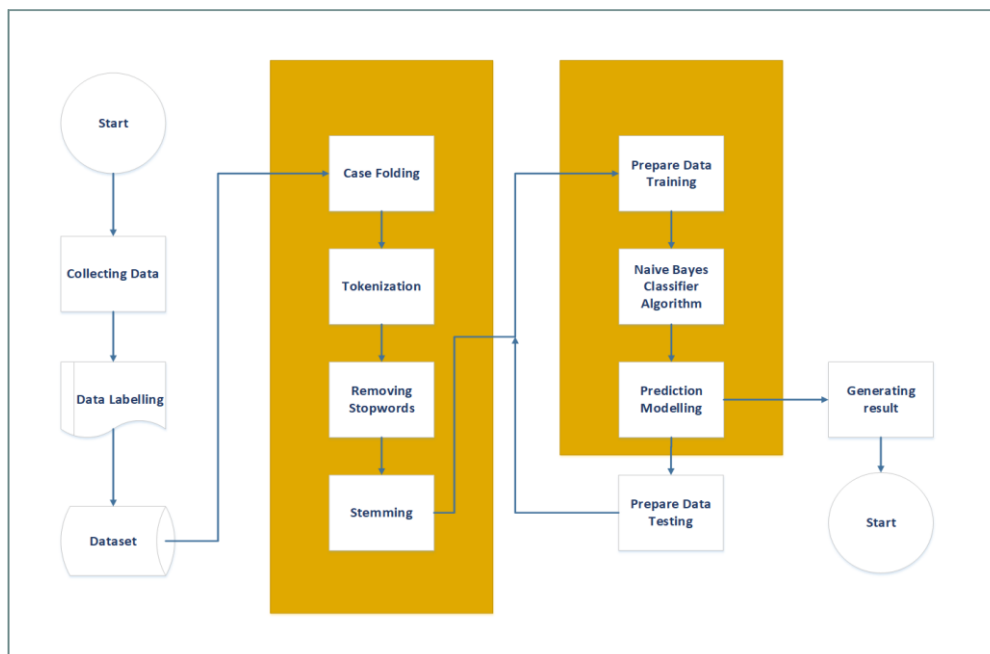 Start
Collecting Data
Data Labelling
Dataset
Case Folding
Tokenization
Removing
Stopwords
Stemming
Prepare Data
Training
Naive Bayes
Classifier
Algorithm
Prediction
Modelling
Prepare Data
Testing
Generating
result
Start